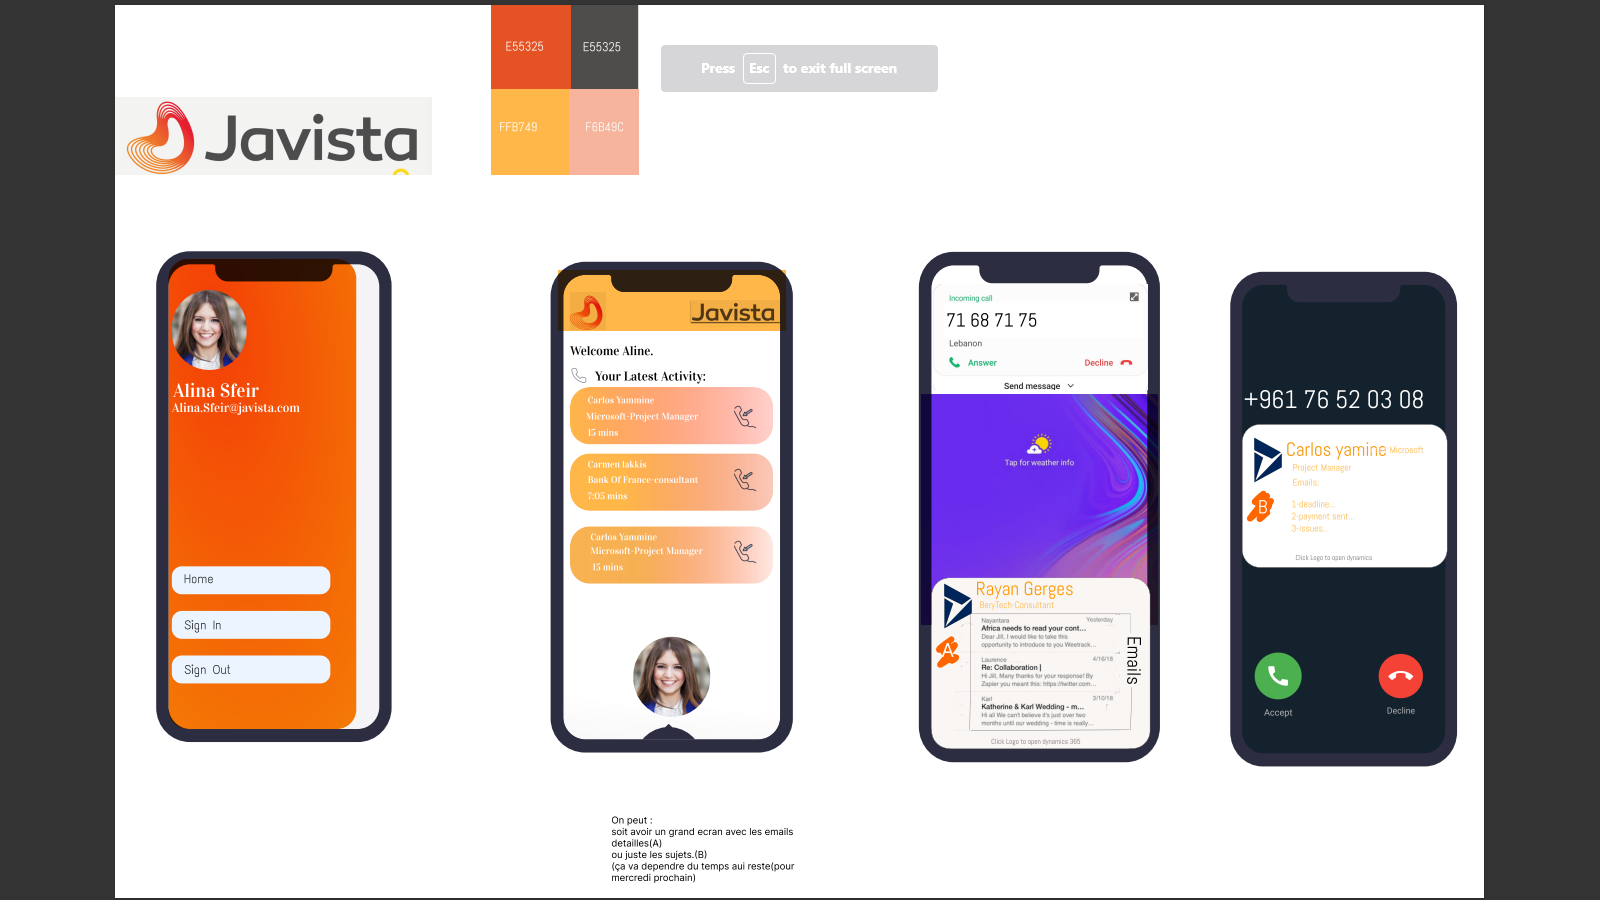 E55325
E55325
FFB749
F6B49C
Press Esc to exit full screen
Javista
Alina Sfeir
Alina.Sfeir@javista.com
Home
Sign In
Sign Out
Javista
Welcome Aline.
Your Latest Activity:
Carlos Yammine
Microsoft-Project Manager
15 mins
Carmen lakkis
Bank Of France-consultant
7:05 mins
Carlos Yammine
Microsoft-Project Manager
15 mins
Incoming call
71 68 71 75
Lebanon
Answer
Decline
Send message
Tap for weather info
Rayan Gerges
BeryTech Consultant
A
Emails
Nayantara Yesterday
Africa needs to read your cont...
Dear Jill, I would like to take this
opportunity to introduce to you Weetrack...
Laurence 4/16/18
Re: Collaboration |
Hi Jill, Many thanks for your response! By
Zapier you meant this: https://twitter.com...
Karl 3/10/18
Katherine & Karl Wedding - m...
Hi all We can't believe it's just over two
months until our wedding - time is really...
Click Logo to open dynamics 365
+961 76 52 03 08
Carlos yamine Microsoft
Project Manager
Emails:
B
1-deadline...
2-payment sent...
3-issues...
Click Logo to open dynamics
Accept
Decline
On peut :
soit avoir un grand ecran avec les emails
detailles(A)
ou juste les sujets.(B)
(ça va dependre du temps aui reste(pour
mercredi prochain)